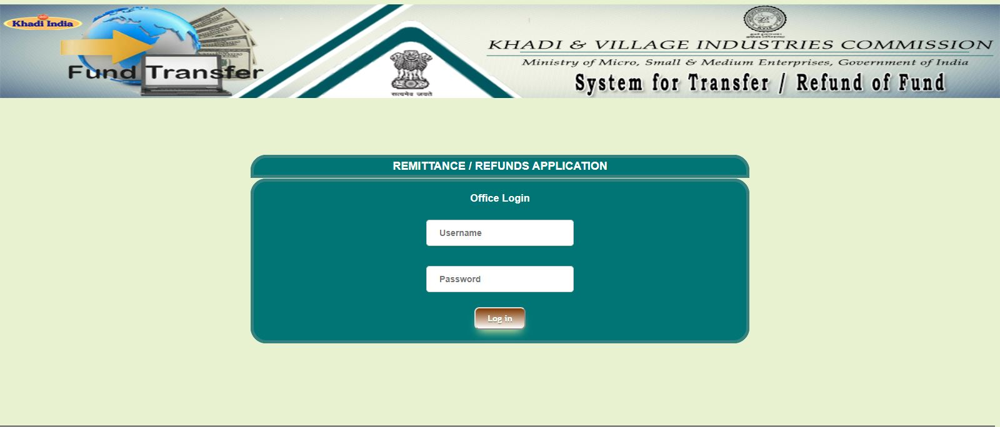 Khadi India
Fund Transfer
सत्यमेव जयते
KHADI & VILLAGE INDUSTRIES COMMISSION
Ministry of Micro, Small & Medium Enterprises, Government of India
System for Transfer / Refund of Fund
REMITTANCE / REFUNDS APPLICATION
Office Login
Username
Password
Log in